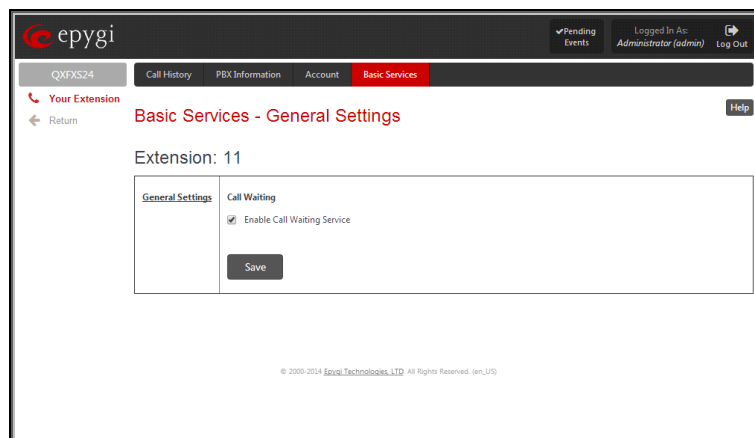 epygi
✔Pending Events
Logged In As:
Administrator (admin)
Log Out
QXFXS24
Call History PBX Information Account Basic Services
Your Extension
Return
Basic Services - General Settings
Help
Extension: 11
General Settings
Call Waiting
Enable Call Waiting Service
Save
© 2000-2014 Epygi Technologies, LTD. All Rights Reserved. (en_US)